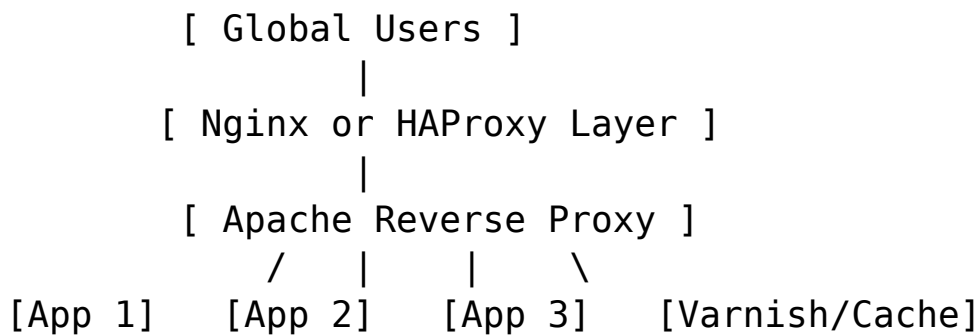 [ Global Users ]
|
[ Nginx or HAProxy Layer ]
|
[ Apache Reverse Proxy ]
/ | | \
[App 1] [App 2] [App 3] [Varnish/Cache]